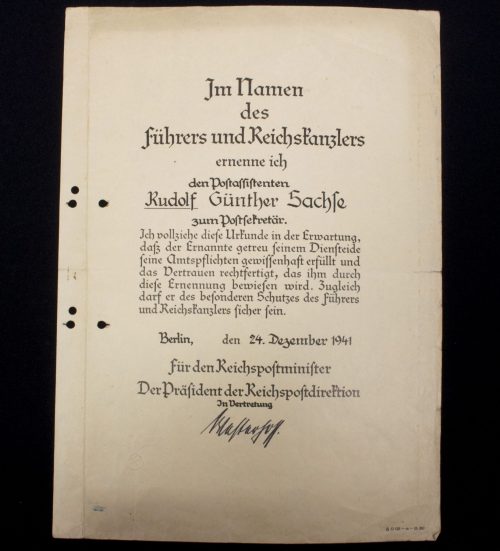 Im Namen
des
Führers und Reichskanzlers
ernenne ich
den Postassistenten
Rudolf Günther Sachse
zum Postsekretär.
Ich vollziehe diese Urkunde in der Erwartung,
daß der Ernannte getreu seinem Diensteide
seine Amtspflichten gewissenhaft erfüllt und
das Vertrauen rechtfertigt, das ihm durch
diese Ernennung bewiesen wird. Zugleich
darf er des besonderen Schutzes des Führers
und Reichskanzlers sicher sein.
Berlin, den 24. Dezember 1941
Für den Reichspostminister
Der Präsident der Reichspostdirektion
In Vertretung